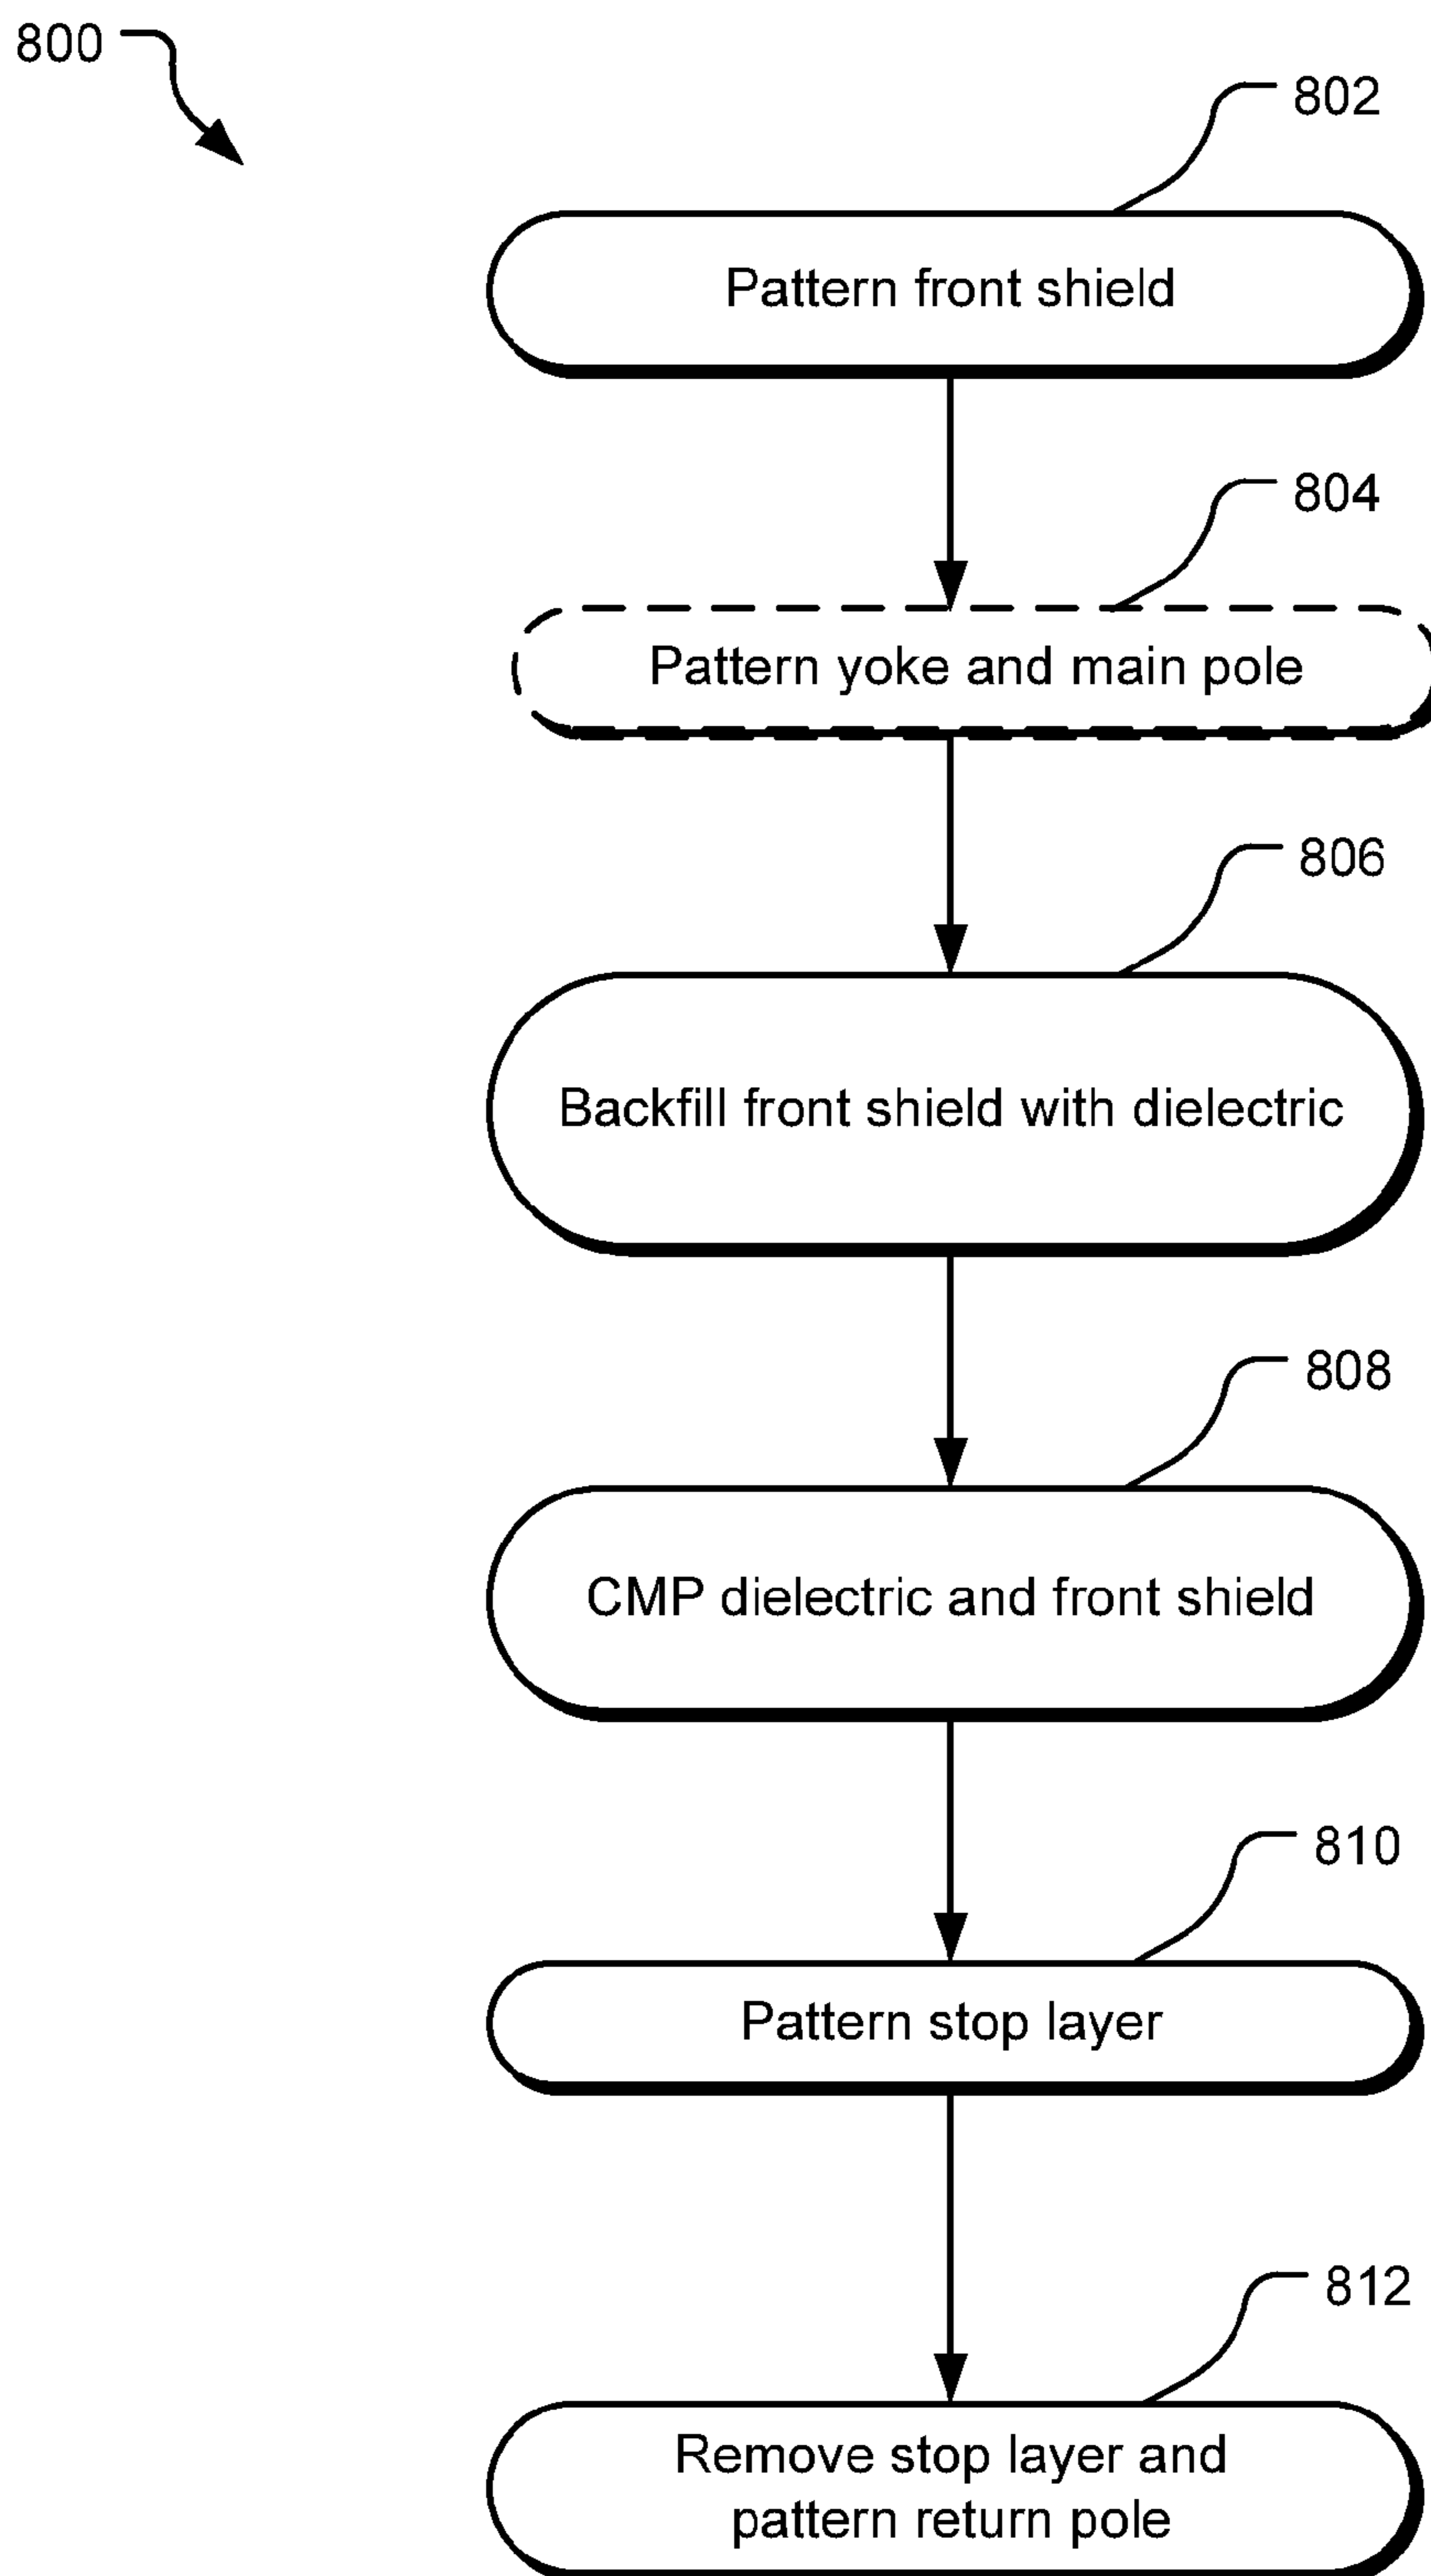 800
802
Pattern front shield
804
Pattern yoke and main pole
806
Backfill front shield with dielectric
808
CMP dielectric and front shield
810
Pattern stop layer
812
Remove stop layer and
pattern return pole